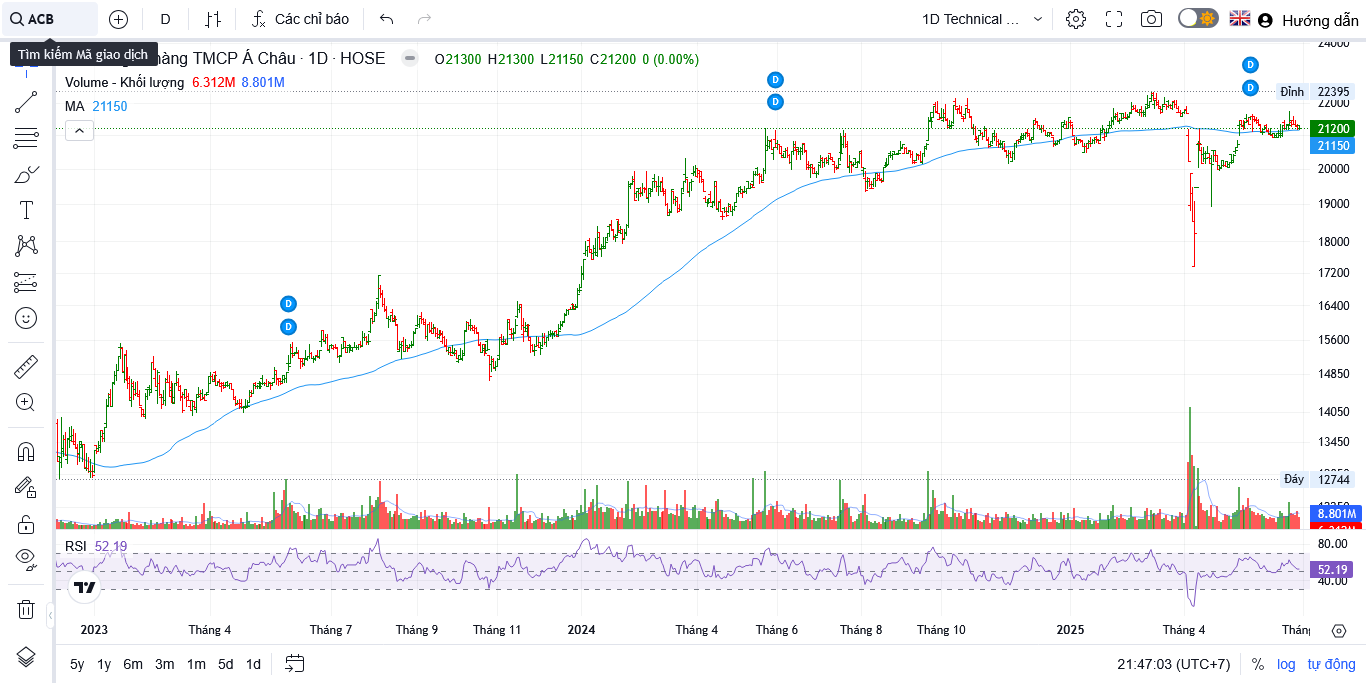 ACB
D
Các chỉ báo
1D Technical ...
Hướng dẫn
Tìm kiếm Mã giao dịch
hàng TMCP Á Châu · 1D · HOSE
O21300 H21300 L21150 C21200 0 (0.00%)
Volume - Khối lượng 6.312M 8.801M
MA 21150
D
D
D
D
D
D
24000
Đỉnh 22395
22000
21200
21150
20000
19000
18000
17200
16400
15600
14850
14050
13450
Đáy 12744
8.801M
RSI 52.19
80.00
52.19
40.00
2023
Tháng 4
Tháng 7
Tháng 9
Tháng 11
2024
Tháng 4
Tháng 6
Tháng 8
Tháng 10
2025
Tháng 4
5y 1y 6m 3m 1m 5d 1d
21:47:03 (UTC+7)
%
log
tự động